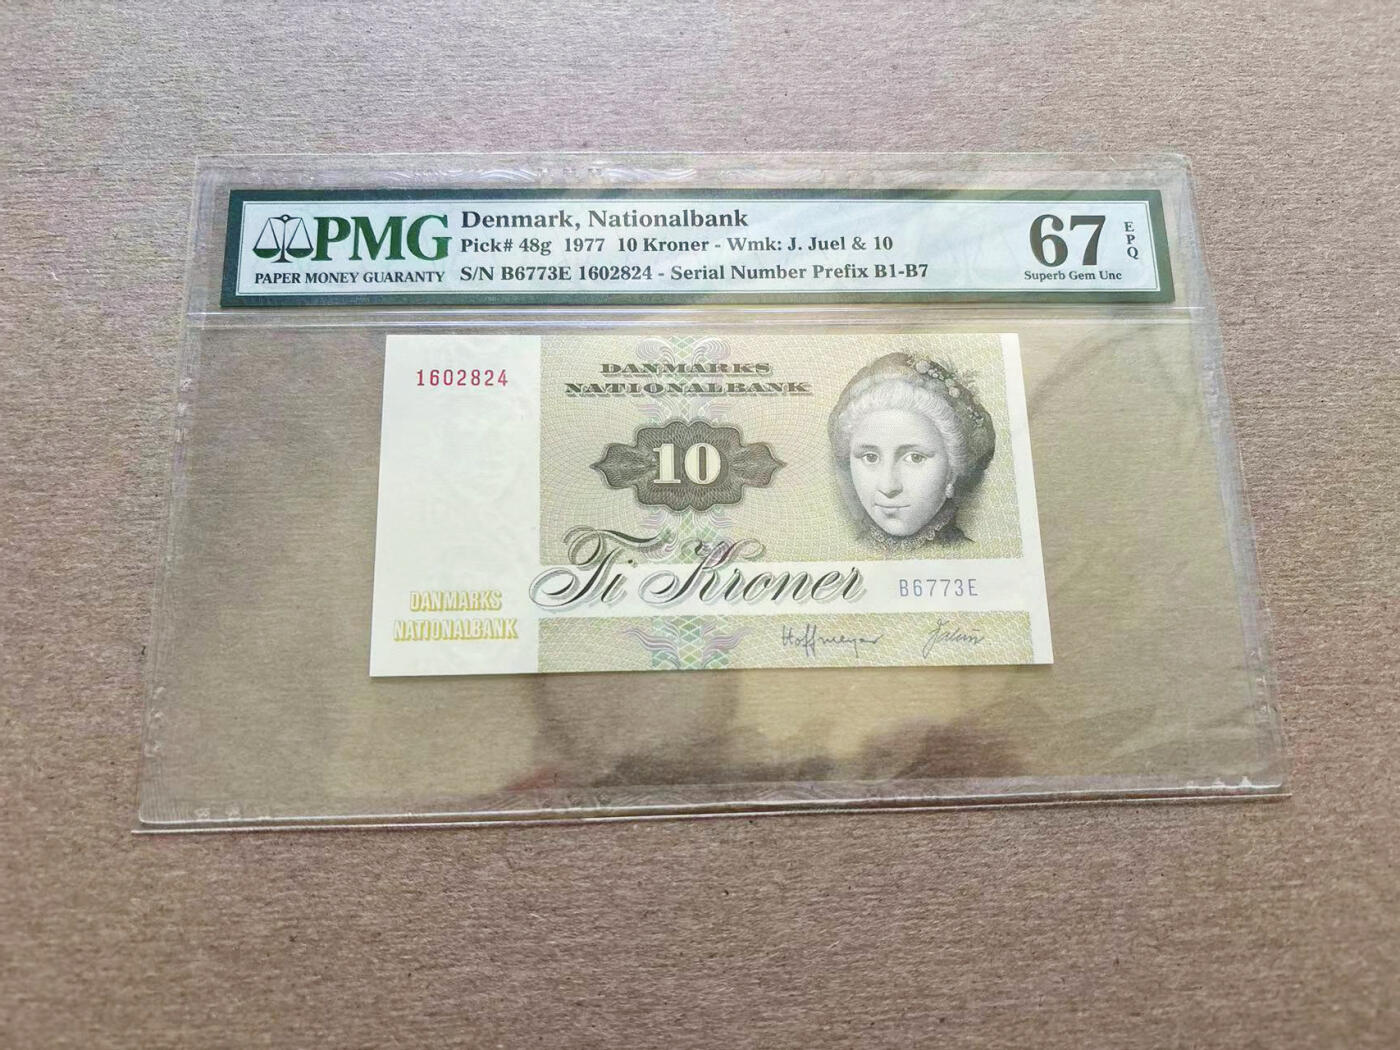 PMG
PAPER MONEY GUARANTY
Denmark, Nationalbank
Pick# 48g 1977 10 Kroner - Wmk: J. Juel & 10
S/N B6773E 1602824 - Serial Number Prefix B1-B7
67
EPQ
Superb Gem Unc
1602824
DANMARKS
NATIONALBANK
10
Ti Kroner
B6773E
DANMARKS
NATIONALBANK
Hoffmeyer